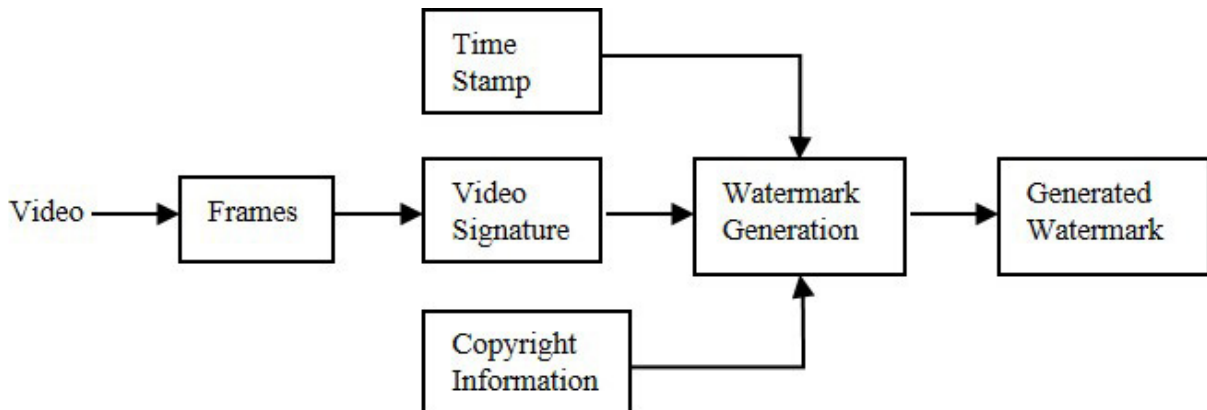 Time
Stamp
Video
Frames
Video
Signature
Watermark
Generation
Generated
Watermark
Copyright
Information